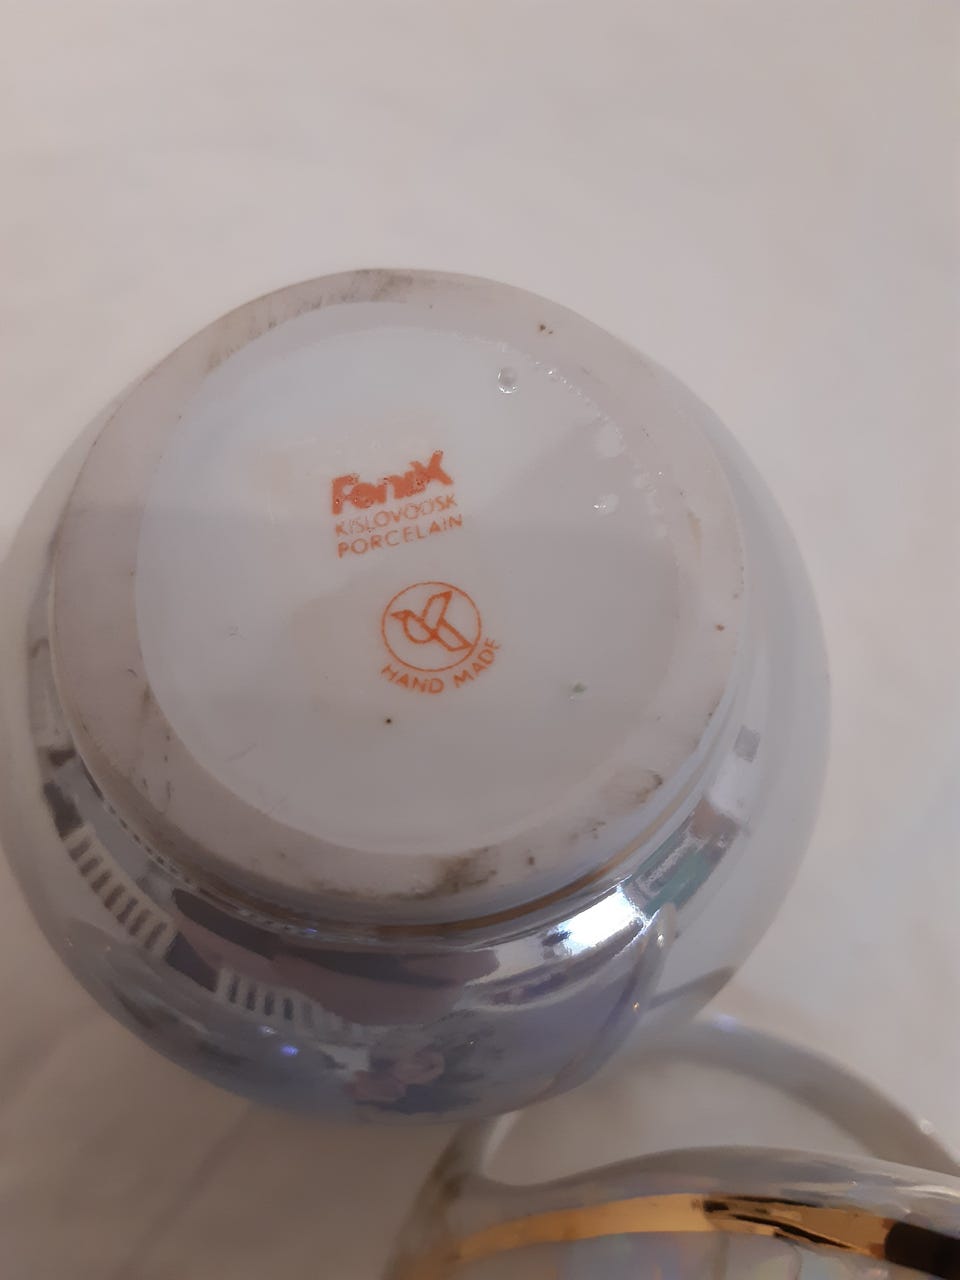 Fenix
KISLOVODSK
PORCELAIN
HAND MADE